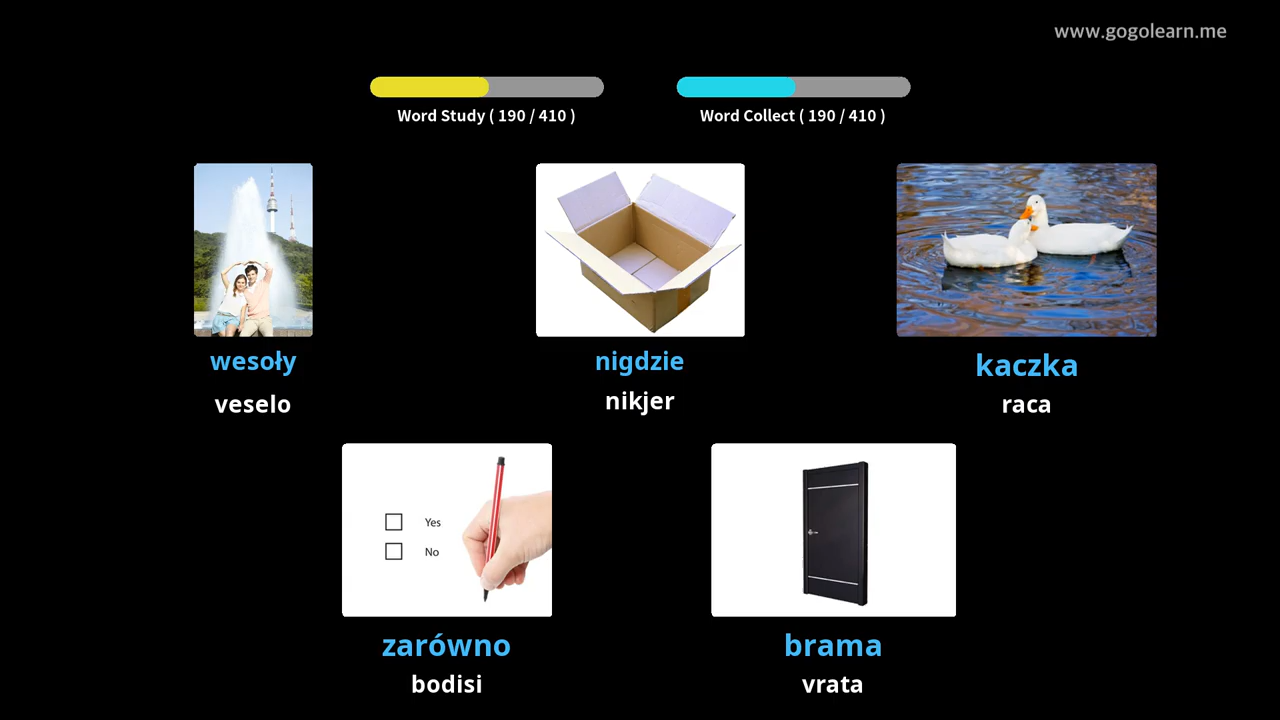 www.gogolearn.me
Word Study ( 190 / 410 )
Word Collect ( 190 / 410 )
wesoły
veselo
nigdzie
nikjer
kaczka
raca
Yes
No
zarówno
bodisi
brama
vrata